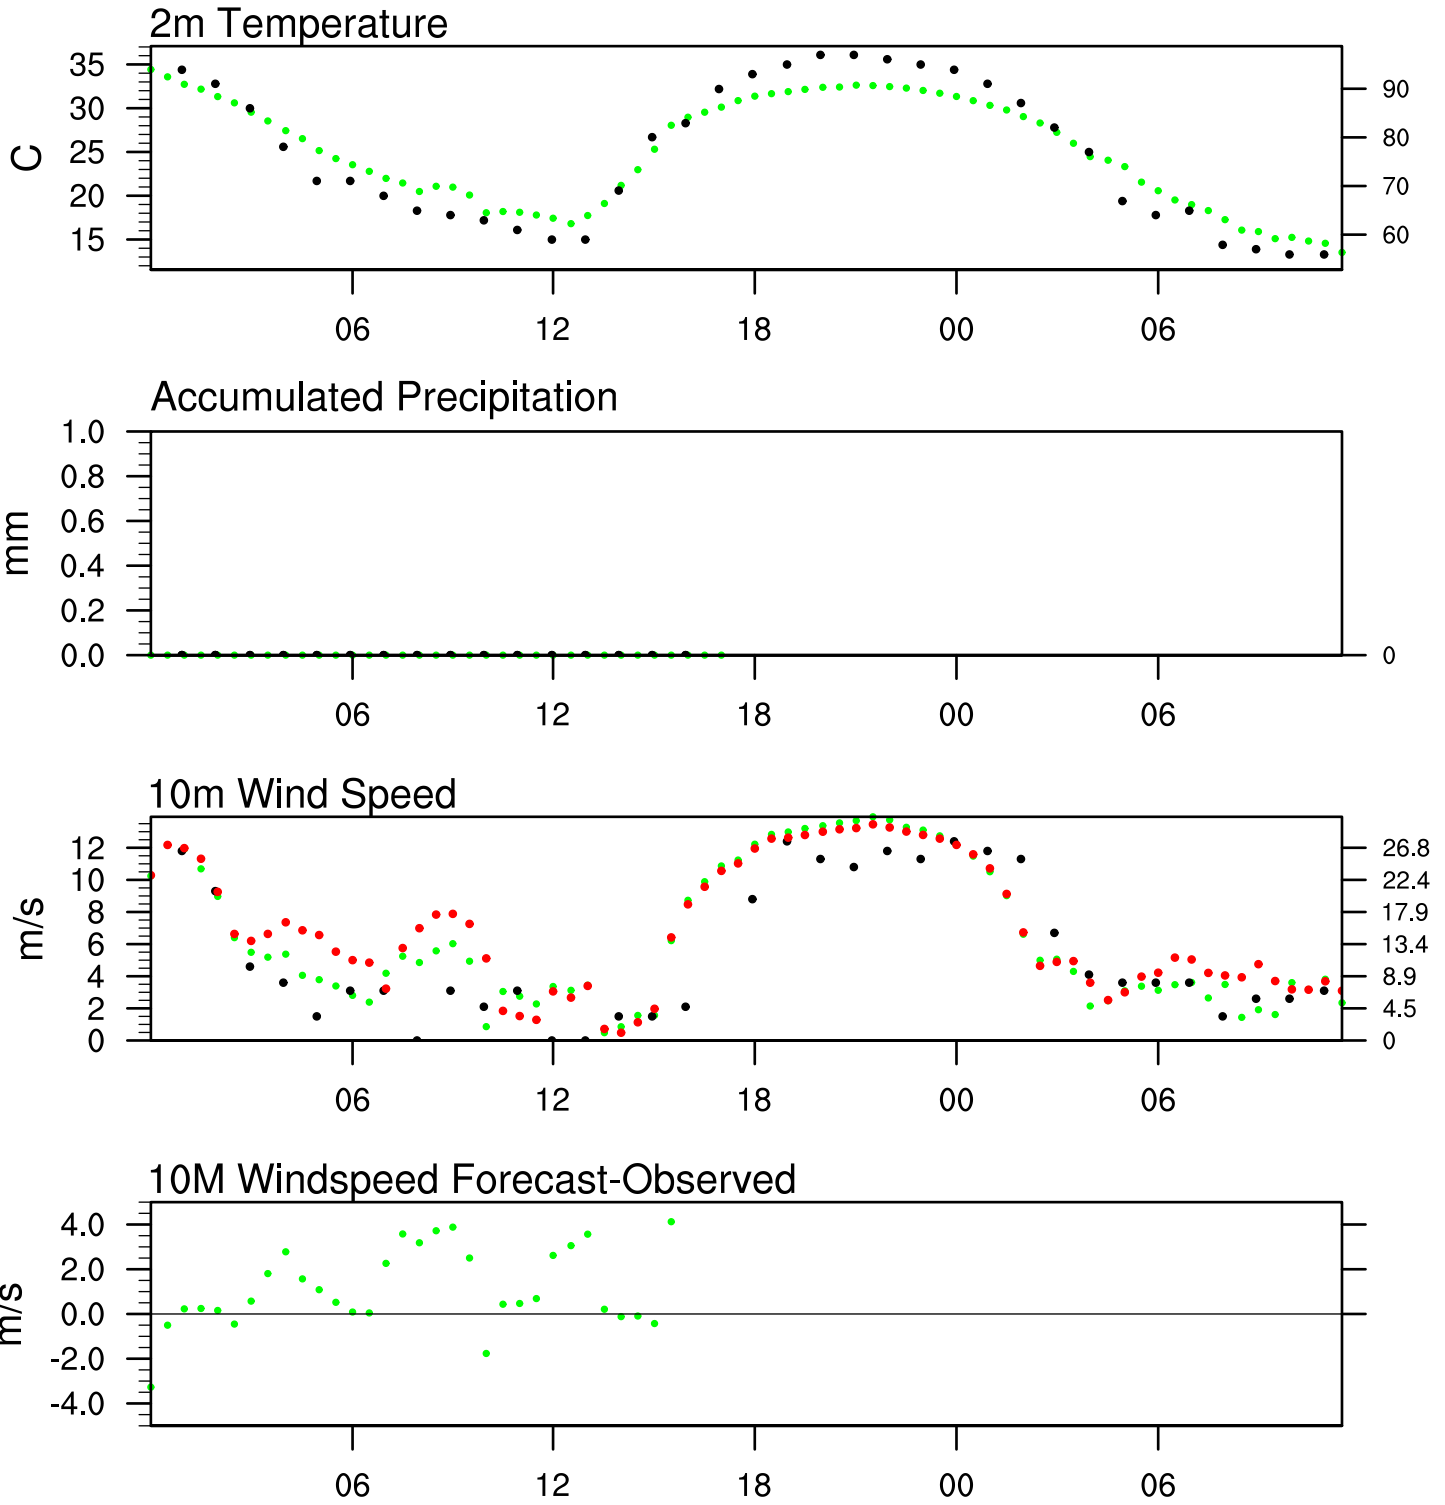 2m Temperature
35
30
25
20
15
C
90
80
70
60
06 12 18 00 06
Accumulated Precipitation
1.0
0.8
0.6
0.4
0.2
0.0
mm
0
06 12 18 00 06
10m Wind Speed
12
10
8
6
4
2
0
m/s
26.8
22.4
17.9
13.4
8.9
4.5
0
06 12 18 00 06
10M Windspeed Forecast-Observed
4.0
2.0
0.0
-2.0
-4.0
m/s
06 12 18 00 06